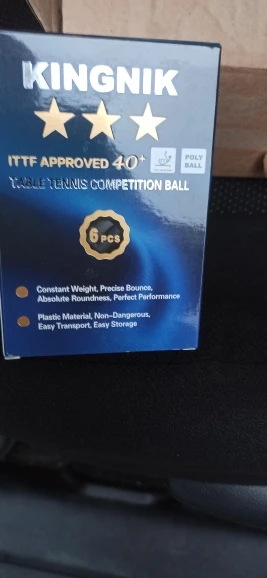 KINGNIK
ITTF APPROVED 40+
POLY BALL
TABLE TENNIS COMPETITION BALL
6 PCS
Constant Weight, Precise Bounce,
Absolute Roundness, Perfect Performance
Plastic Material, Non-Dangerous,
Easy Transport, Easy Storage